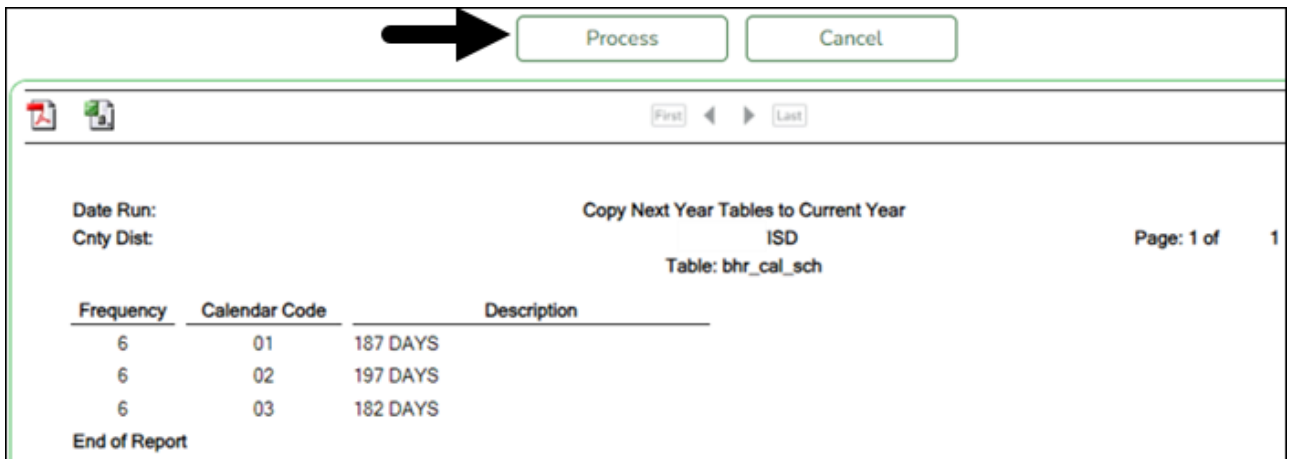 Process Cancel
First Last
Date Run: Copy Next Year Tables to Current Year
Cnty Dist: ISD Page: 1 of 1
Table: bhr_cal_sch
Frequency Calendar Code Description
6 01 187 DAYS
6 02 197 DAYS
6 03 182 DAYS
End of Report